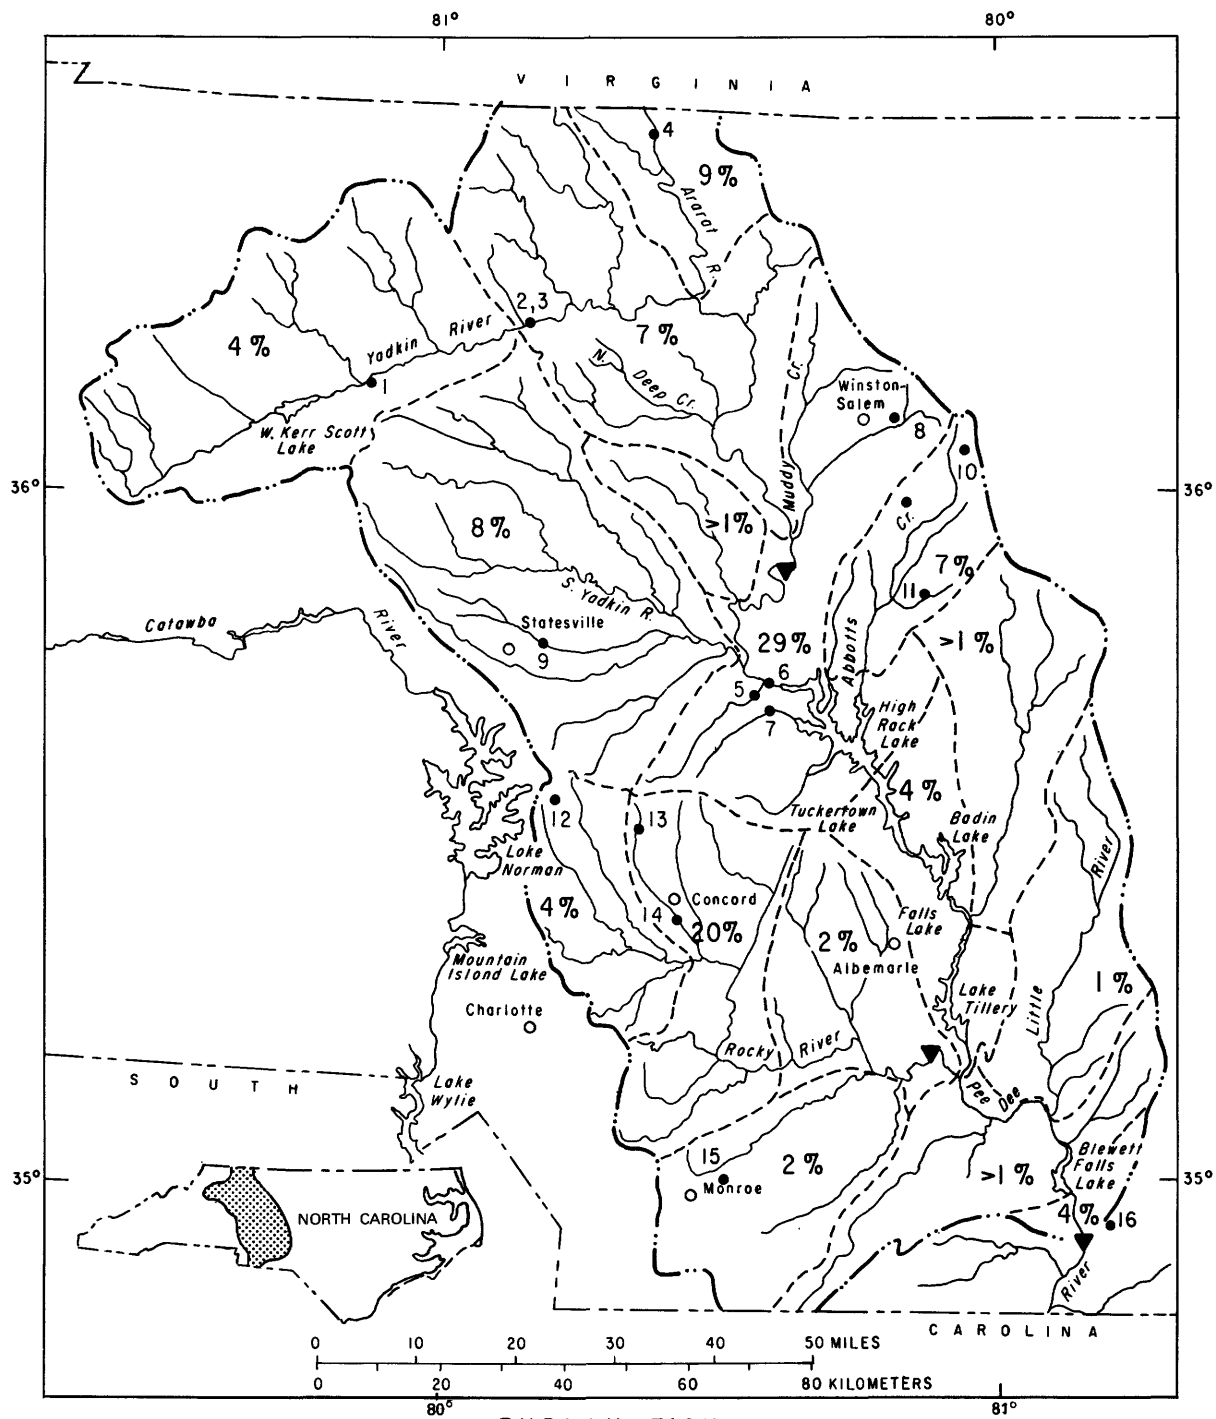 81° 80°
VIRGINIA
4
9%
Ararat R.
2,3
7%
4%
Yadkin River
1
N. Deep Cr.
Cr.
Winston-
Salem
8
W. Kerr Scott
Lake
10
36° 36°
Muddy
Cr.
8%
>1%
7%
11
S. Yadkin R.
Catawba River
Statesville
9
29%
>1%
Abbotts
6
5
7
High
Rock
Lake
4%
12
13
Tuckertown
Lake
Badin
Lake
Lake
Norman
River
4%
Concord
14
20%
2%
Falls
Lake
Albemarle
Mountain
Island Lake
Lake
Tillery
Little
1%
Charlotte
Rocky River
SOUTH
Lake
Wylie
Pee Dee
15
2%
Blewett
Falls
Lake
>1%
35° 35°
Monroe
4%
16
NORTH CAROLINA
River
CAROLINA
0 10 20 30 40 50 MILES
0 20 40 60 80 KILOMETERS
80° 81°